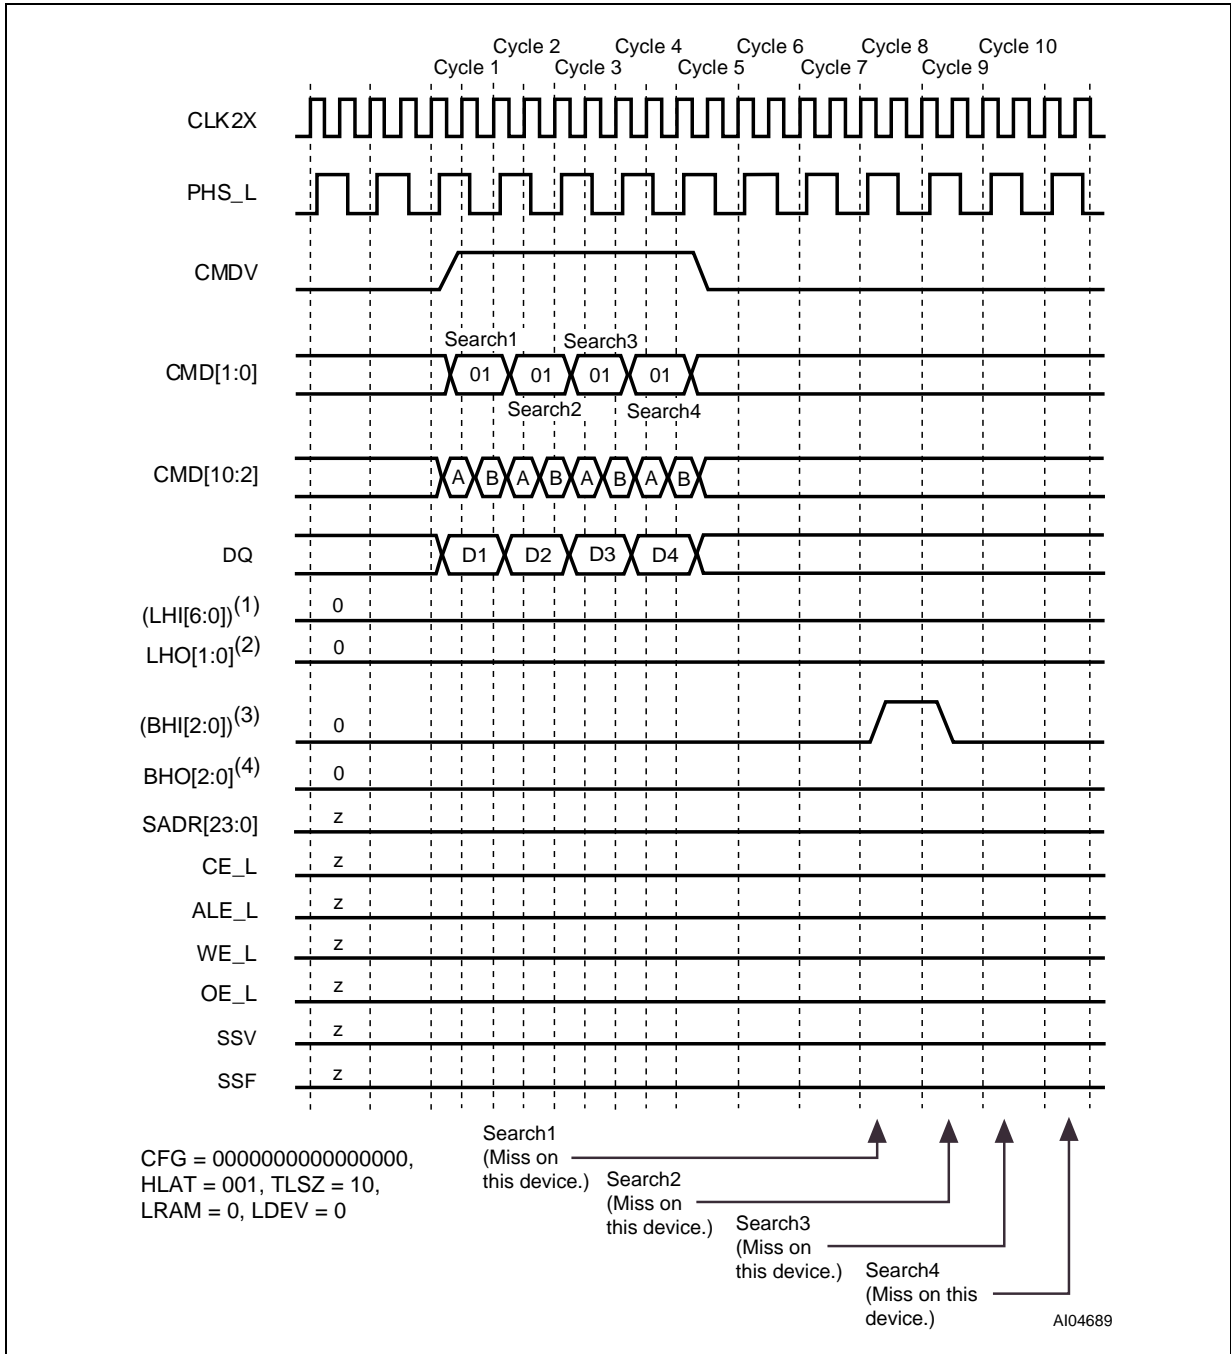 Cycle 2 Cycle 4 Cycle 6 Cycle 8 Cycle 10
Cycle 1 Cycle 3 Cycle 5 Cycle 7 Cycle 9
CLK2X
PHS_L
CMDV
Search1 Search3
CMD[1:0] 01 01 01 01
Search2 Search4
CMD[10:2] A B A B A B A B
DQ D1 D2 D3 D4
(LHI[6:0])(1) 0
LHO[1:0](2) 0
(BHI[2:0])(3) 0
BHO[2:0](4) 0
SADR[23:0] z
CE_L z
ALE_L z
WE_L z
OE_L z
SSV z
SSF z
CFG = 0000000000000000,
HLAT = 001, TLSZ = 10,
LRAM = 0, LDEV = 0
Search1
(Miss on
this device.)
Search2
(Miss on
this device.)
Search3
(Miss on
this device.)
Search4
(Miss on this
device.)
AI04689